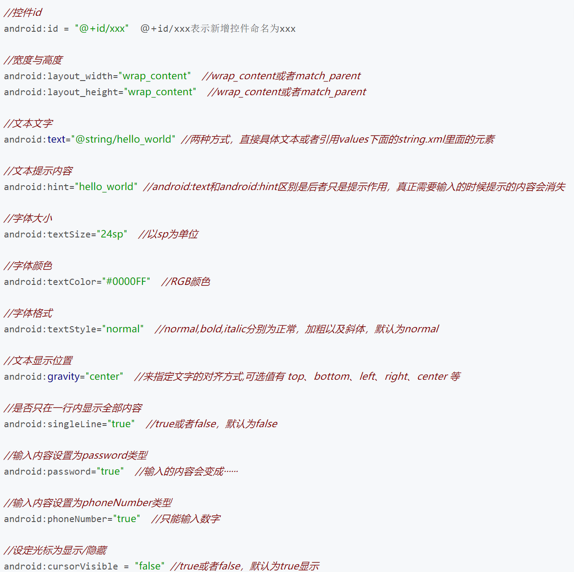 //控件id
android:id = "@+id/xxx"  @+id/xxx表示新增控件命名为xxx
//宽度与高度
android:layout_width="wrap_content"  //wrap_content或者match_parent
android:layout_height="wrap_content"  //wrap_content或者match_parent
//文本文字
android:text="@string/hello_world" //两种方式，直接具体文本或者引用values下面的string.xml里面的元素
//文本提示内容
android:hint="hello_world" //android:text和android:hint区别是后者只是提示作用，真正需要输入的时候提示的内容会消失
//字体大小
android:textSize="24sp"  //以sp为单位
//字体颜色
android:textColor="#0000FF"  //RGB颜色
//字体格式
android:textStyle="normal"  //normal,bold,italic分别为正常，加粗以及斜体，默认为normal
//文本显示位置
android:gravity="center"  //来指定文字的对齐方式,可选值有 top、bottom、left、right、center 等
//是否只在一行内显示全部内容
android:singleLine="true"  //true或者false，默认为false
//输入内容设置为password类型
android:password="true"  //输入的内容会变成······
//输入内容设置为phoneNumber类型
android:phoneNumber="true"  //只能输入数字
//设定光标为显示/隐藏
android:cursorVisible = "false" //true或者false，默认为true显示